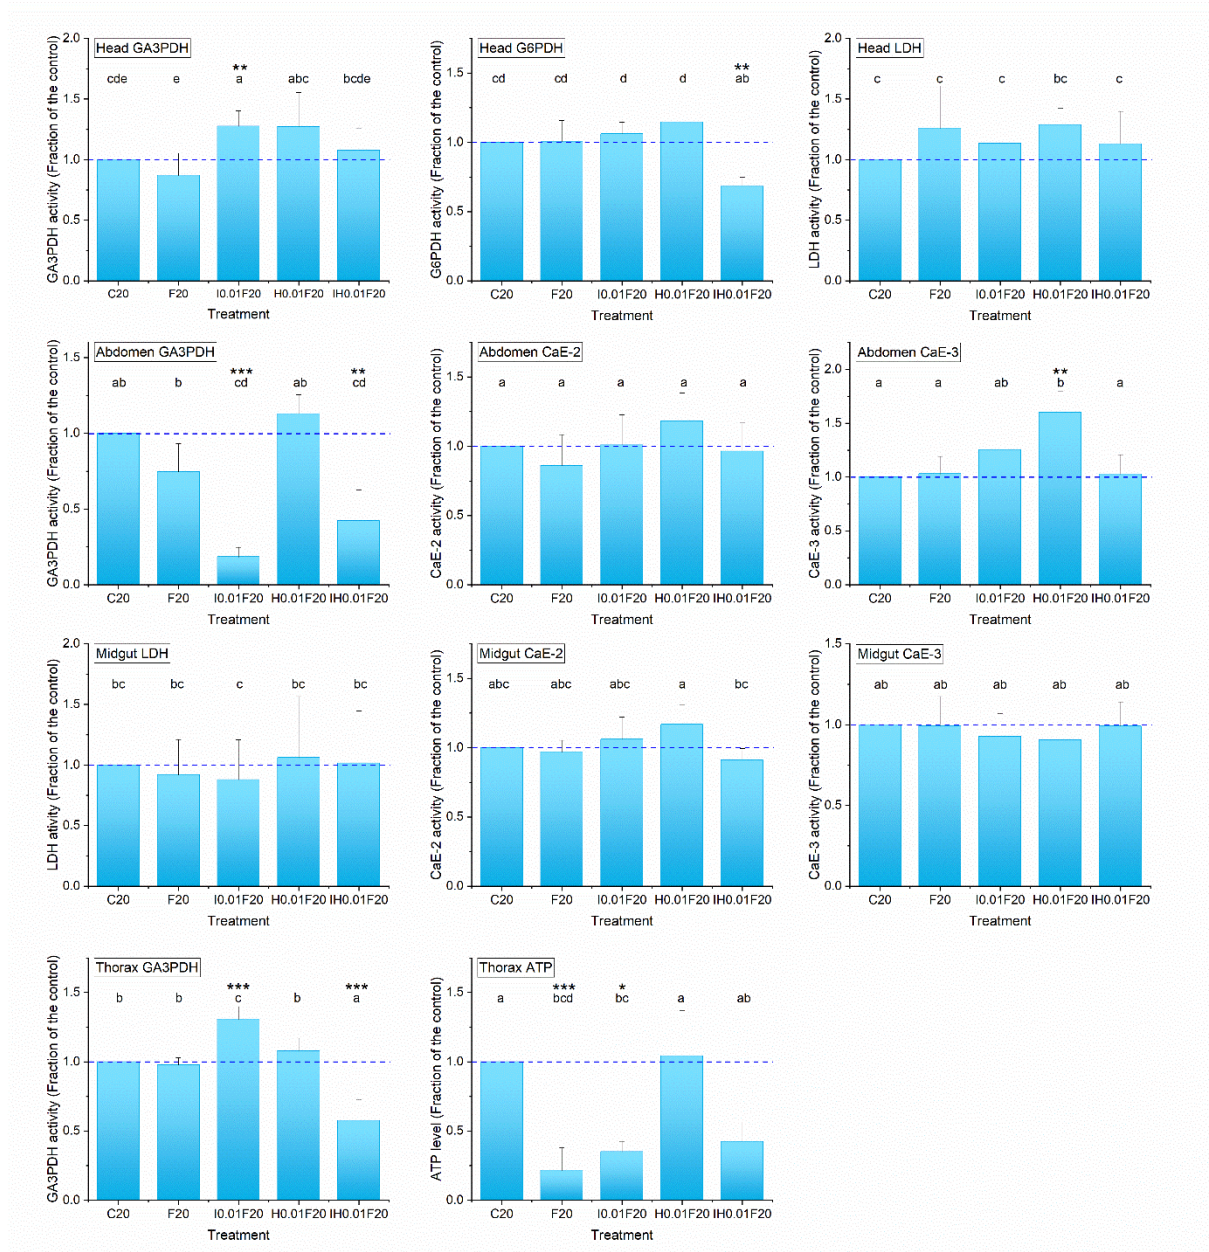 Head GA3PDH
GA3PDH activity (Fraction of the control)
2.0
1.5
1.0
0.5
0.0
cde e ** a abc bcde
C20 F20 I0.01F20 H0.01F20 IH0.01F20
Treatment
Head G6PDH
G6PDH activity (Fraction of the control)
1.5
1.0
0.5
0.0
cd cd d d ** ab
C20 F20 I0.01F20 H0.01F20 IH0.01F20
Treatment
Head LDH
LDH activity (Fraction of the control)
2.0
1.5
1.0
0.5
0.0
c c c bc c
C20 F20 I0.01F20 H0.01F20 IH0.01F20
Treatment
Abdomen GA3PDH
GA3PDH activity (Fraction of the control)
1.5
1.0
0.5
0.0
ab b *** cd ab ** cd
C20 F20 I0.01F20 H0.01F20 IH0.01F20
Treatment
Abdomen CaE-2
CaE-2 activity (Fraction of the control)
1.5
1.0
0.5
0.0
a a a a a
C20 F20 I0.01F20 H0.01F20 IH0.01F20
Treatment
Abdomen CaE-3
CaE-3 activity (Fraction of the control)
2.0
1.5
1.0
0.5
0.0
a a ab ** b a
C20 F20 I0.01F20 H0.01F20 IH0.01F20
Treatment
Midgut LDH
LDH ativity (Fraction of the control)
2.0
1.5
1.0
0.5
0.0
bc bc c bc bc
C20 F20 I0.01F20 H0.01F20 IH0.01F20
Treatment
Midgut CaE-2
CaE-2 activity (Fraction of the control)
1.5
1.0
0.5
0.0
abc abc abc a bc
C20 F20 I0.01F20 H0.01F20 IH0.01F20
Treatment
Midgut CaE-3
CaE-3 activity (Fraction of the control)
1.5
1.0
0.5
0.0
ab ab ab ab ab
C20 F20 I0.01F20 H0.01F20 IH0.01F20
Treatment
Thorax GA3PDH
GA3PDH activity (Fraction of the control)
1.5
1.0
0.5
0.0
b b *** c b *** a
C20 F20 I0.01F20 H0.01F20 IH0.01F20
Treatment
Thorax ATP
ATP level (Fraction of the control)
1.5
1.0
0.5
0.0
a *** bcd * bc a ab
C20 F20 I0.01F20 H0.01F20 IH0.01F20
Treatment